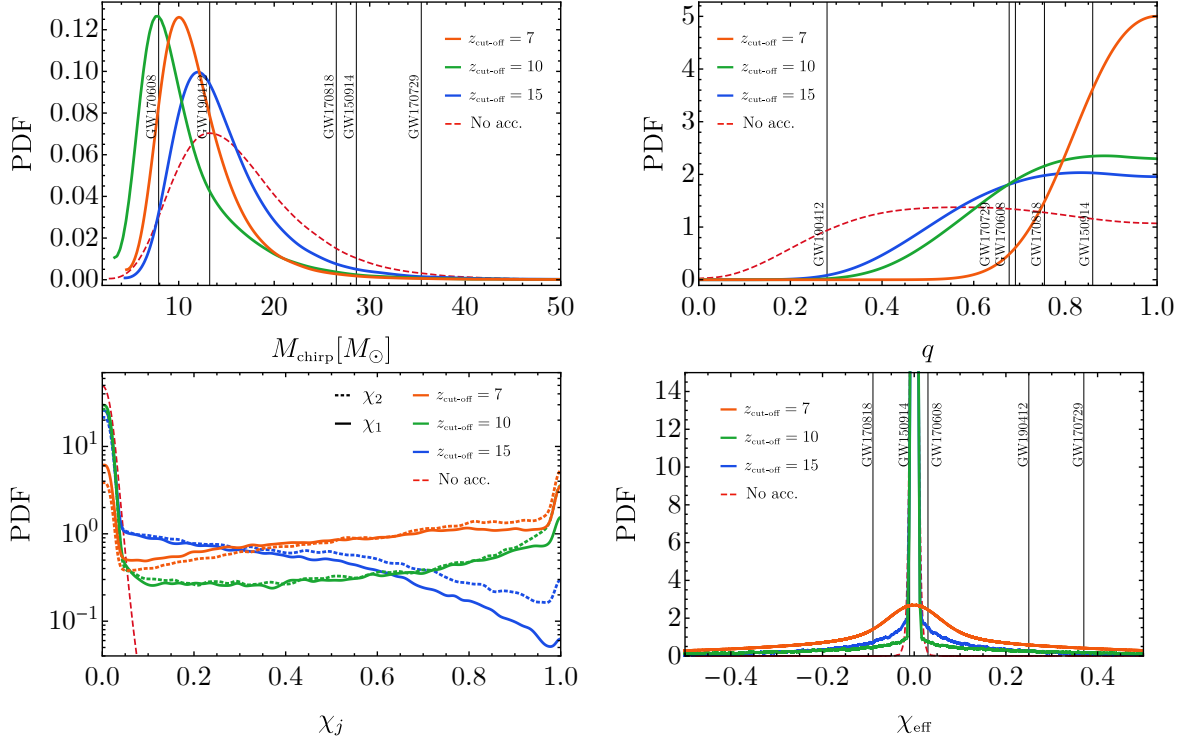 0.12
0.10
0.08
0.06
0.04
0.02
0.00
PDF
10
20
30
40
50
M_chirp [M_⊙]
z_cut-off = 7
z_cut-off = 10
z_cut-off = 15
No acc.
GW170608
GW190412
GW170818
GW150914
GW170729
5
4
3
2
1
0
PDF
0.0
0.2
0.4
0.6
0.8
1.0
q
z_cut-off = 7
z_cut-off = 10
z_cut-off = 15
No acc.
GW190412
GW170729
GW170608
GW170818
GW150914
10^1
10^0
10^-1
PDF
0.0
0.2
0.4
0.6
0.8
1.0
χ_j
χ_2
χ_1
z_cut-off = 7
z_cut-off = 10
z_cut-off = 15
No acc.
14
12
10
8
6
4
2
0
PDF
−0.4
−0.2
0.0
0.2
0.4
χ_eff
z_cut-off = 7
z_cut-off = 10
z_cut-off = 15
No acc.
GW170818
GW150914
GW170608
GW190412
GW170729